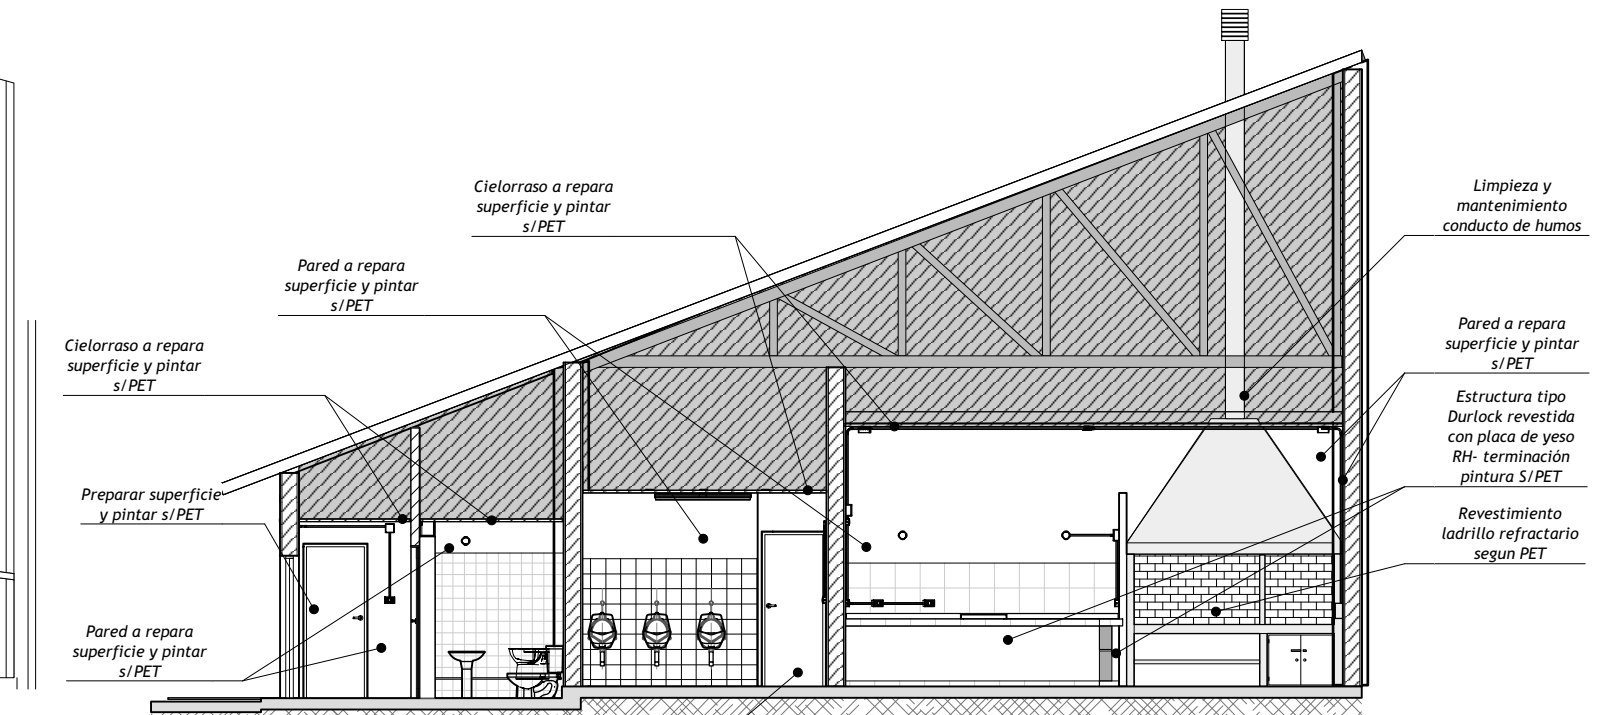 Cielorraso a repara
superficie y pintar
s/PET
Pared a repara
superficie y pintar
s/PET
Cielorraso a repara
superficie y pintar
s/PET
Preparar superficie
y pintar s/PET
Pared a repara
superficie y pintar
s/PET
Limpieza y
mantenimiento
conducto de humos
Pared a repara
superficie y pintar
s/PET
Estructura tipo
Durlock revestida
con placa de yeso
RH- terminación
pintura S/PET
Revestimiento
ladrillo refractario
segun PET